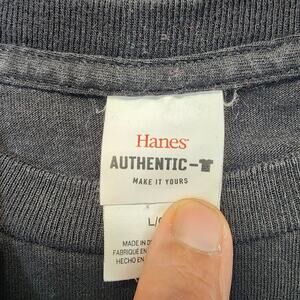 Hanes
AUTHENTIC-
MAKE IT YOURS
MADE IN
FABRIQUÉ EN
HECHO EN